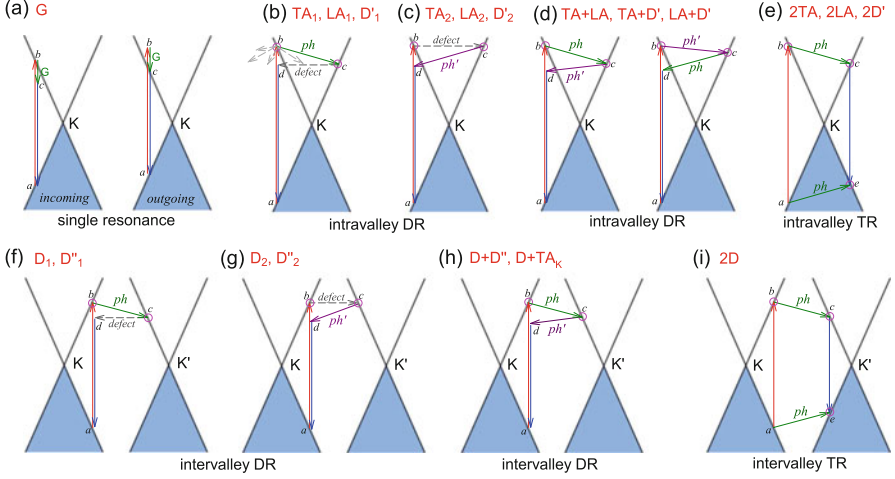 (a) G
b
G
c
a
K
incoming
b
G
c
a
K
outgoing
single resonance
(b) TA₁, LA₁, D'₁
b
ph
c
d
defect
K
a
(c) TA₂, LA₂, D'₂
b
defect
c
d
ph'
K
a
intravalley DR
(d) TA+LA, TA+D', LA+D'
b
ph
c
d
ph'
K
a
b
ph'
c
d
ph
K
a
intravalley DR
(e) 2TA, 2LA, 2D'
b
ph
c
K
ph
e
a
intravalley TR
(f) D₁, D"₁
b
ph
c
d
defect
K
K'
a
(g) D₂, D"₂
b
defect
c
d
ph'
K
K'
a
intervalley DR
(h) D+D", D+TAK
b
ph
c
d
ph'
K
K'
a
intervalley DR
(i) 2D
b
ph
c
K
K'
ph
e
a
intervalley TR